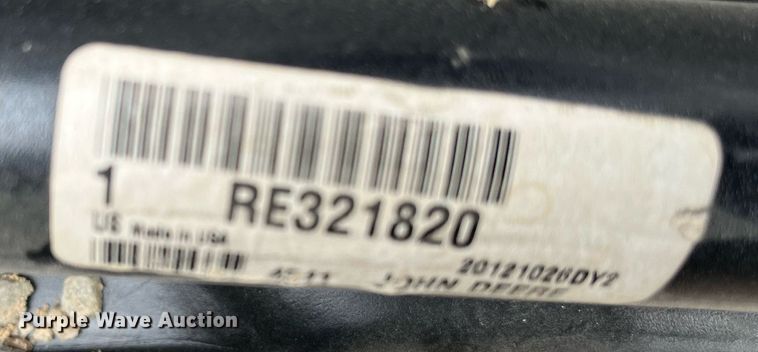 1 RE321820
US Made in USA
20121026DY2
JOHN DEERE
Purple Wave Auction